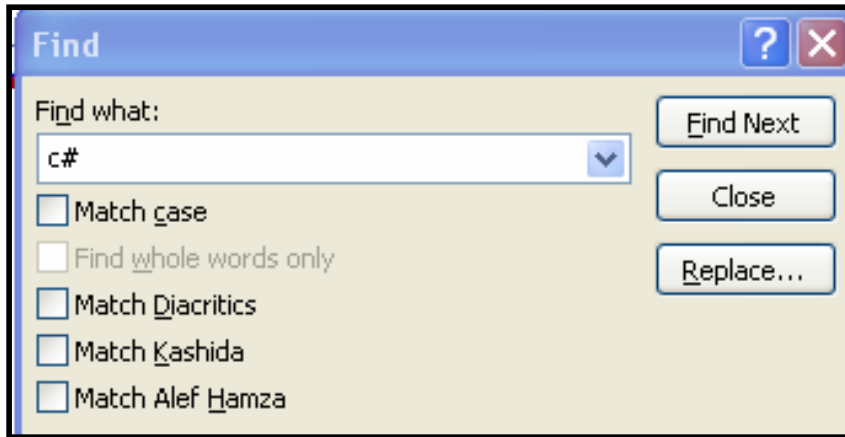 Find
Find what:
c#
Find Next
Close
Replace...
Match case
Find whole words only
Match Diacritics
Match Kashida
Match Alef Hamza